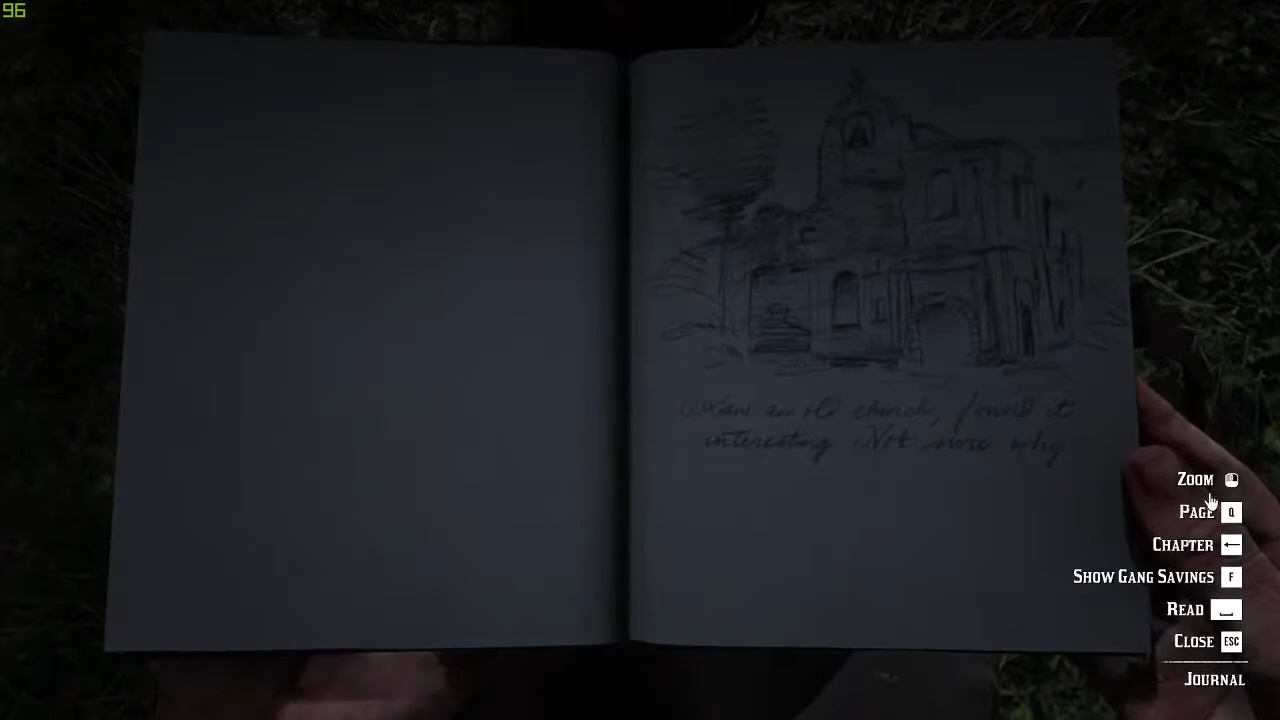 96
Saw an old church, found it
interesting. Not sure why
Zoom
Page Q
Chapter ←
Show Gang Savings F
Read
Close ESC
Journal